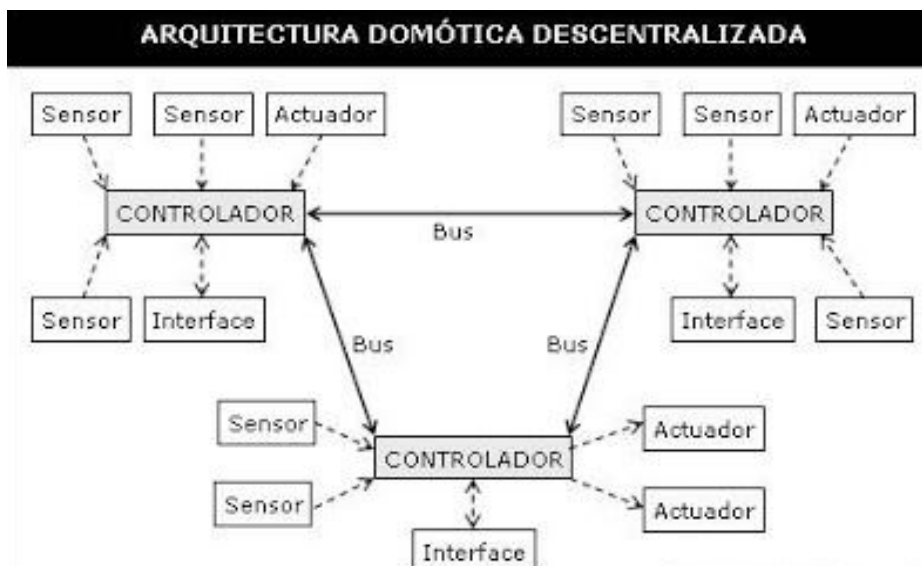 ARQUITECTURA DOMÓTICA DESCENTRALIZADA
Sensor Sensor Actuador Sensor Sensor Actuador
CONTROLADOR CONTROLADOR
Bus
Sensor Interface Interface Sensor
Bus Bus
Sensor Actuador
CONTROLADOR
Sensor Actuador
Interface